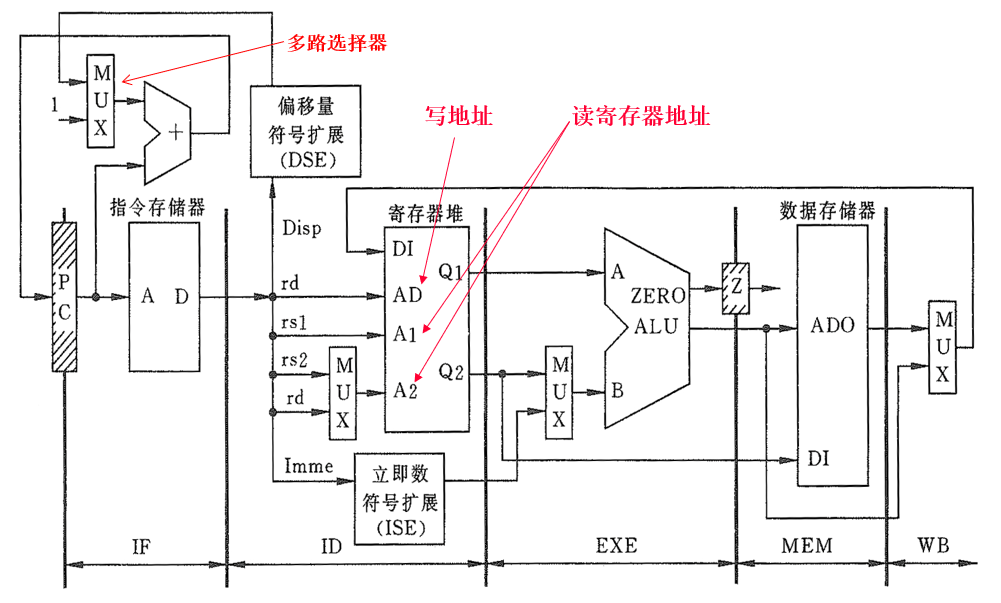 多路选择器
M
U
X
1
+
偏移量
符号扩展
(DSE)
写地址
读寄存器地址
指令存储器
寄存器堆
数据存储器
Disp
P
C
A D
rd
rs1
rs2
rd
Imme
M
U
X
DI
Q1
AD
A1
Q2
A2
立即数
符号扩展
(ISE)
M
U
X
A
ZERO
ALU
B
Z
ADO
DI
M
U
X
IF
ID
EXE
MEM
WB